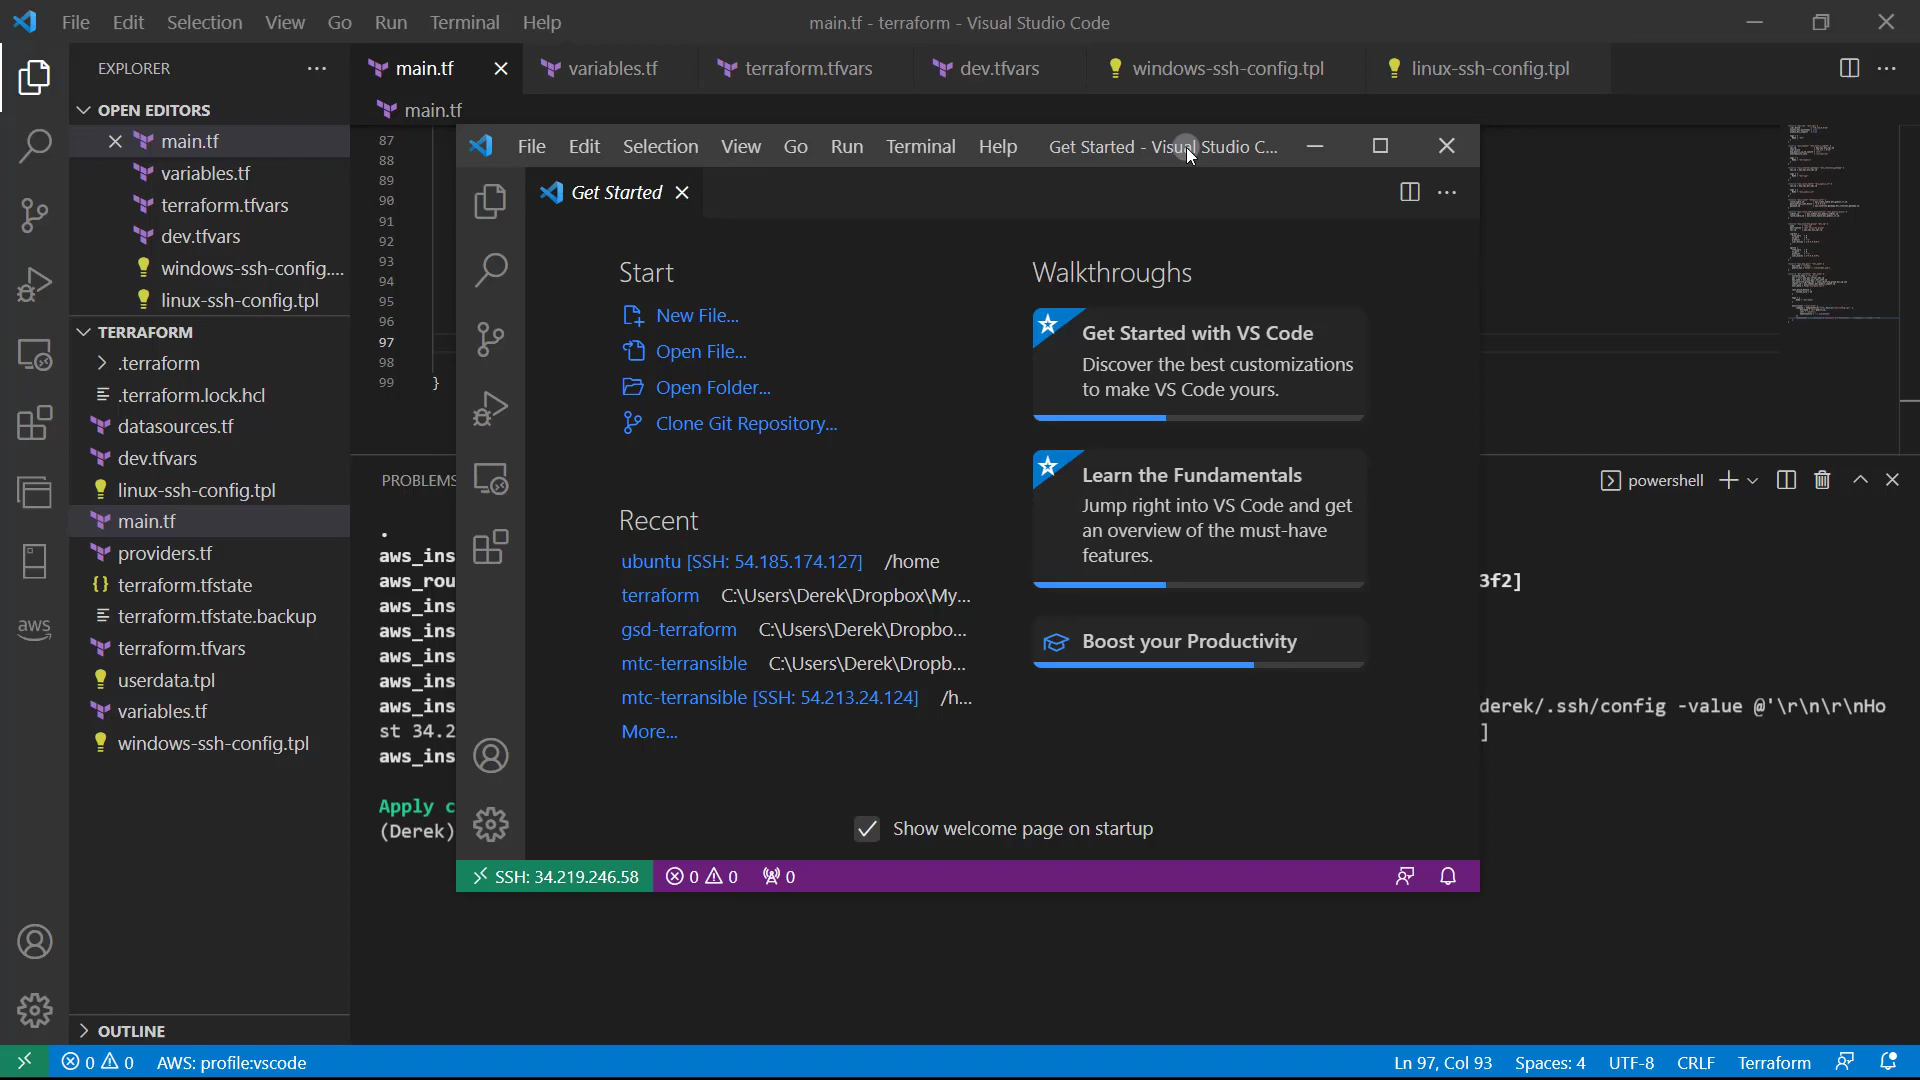 File Edit Selection View Go Run Terminal Help
main.tf - terraform - Visual Studio Code
EXPLORER
main.tf
variables.tf
terraform.tfvars
dev.tfvars
windows-ssh-config.tpl
linux-ssh-config.tpl
OPEN EDITORS
main.tf
variables.tf
terraform.tfvars
dev.tfvars
windows-ssh-config....
linux-ssh-config.tpl
TERRAFORM
.terraform
.terraform.lock.hcl
datasources.tf
dev.tfvars
linux-ssh-config.tpl
main.tf
providers.tf
terraform.tfstate
terraform.tfstate.backup
terraform.tfvars
userdata.tpl
variables.tf
windows-ssh-config.tpl
OUTLINE
aws
main.tf
87
88
89
90
91
92
93
94
95
96
97
98
99 }
File Edit Selection View Go Run Terminal Help
Get Started - Visual Studio C...
Get Started
Start
New File...
Open File...
Open Folder...
Clone Git Repository...
Recent
ubuntu [SSH: 54.185.174.127] /home
terraform C:\Users\Derek\Dropbox\My...
gsd-terraform C:\Users\Derek\Dropbo...
mtc-terransible C:\Users\Derek\Dropb...
mtc-terransible [SSH: 54.213.24.124] /h...
More...
Walkthroughs
Get Started with VS Code
Discover the best customizations
to make VS Code yours.
Learn the Fundamentals
Jump right into VS Code and get
an overview of the must-have
features.
Boost your Productivity
Show welcome page on startup
SSH: 34.219.246.58
0 0 0
PROBLEMS
powershell
.
aws_ins
aws_rou 3f2]
aws_ins
aws_ins
aws_ins
aws_ins
aws_ins derek/.ssh/config -value @'\r\n\r\nHo
st 34.2 ]
aws_ins
Apply c
(Derek)
0 0 AWS: profile:vscode
Ln 97, Col 93 Spaces: 4 UTF-8 CRLF Terraform